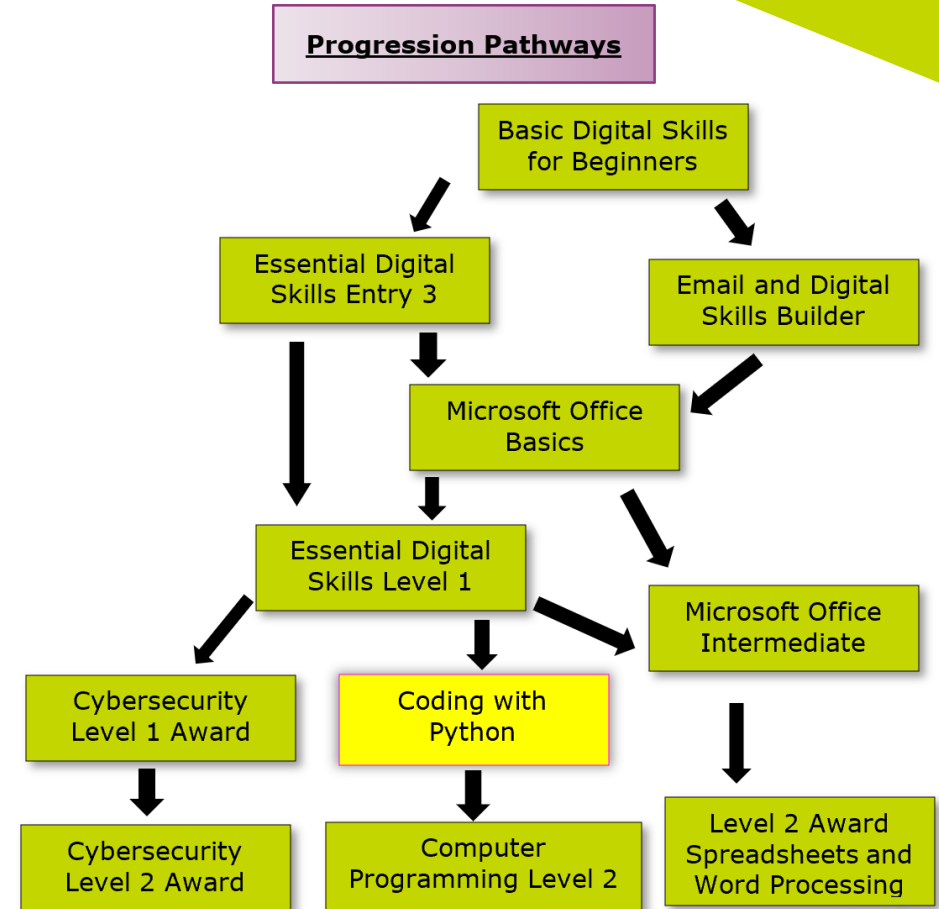 Progression Pathways
Basic Digital Skills
for Beginners
Essential Digital
Skills Entry 3
Email and Digital
Skills Builder
Microsoft Office
Basics
Essential Digital
Skills Level 1
Microsoft Office
Intermediate
Cybersecurity
Level 1 Award
Coding with
Python
Cybersecurity
Level 2 Award
Computer
Programming Level 2
Level 2 Award
Spreadsheets and
Word Processing